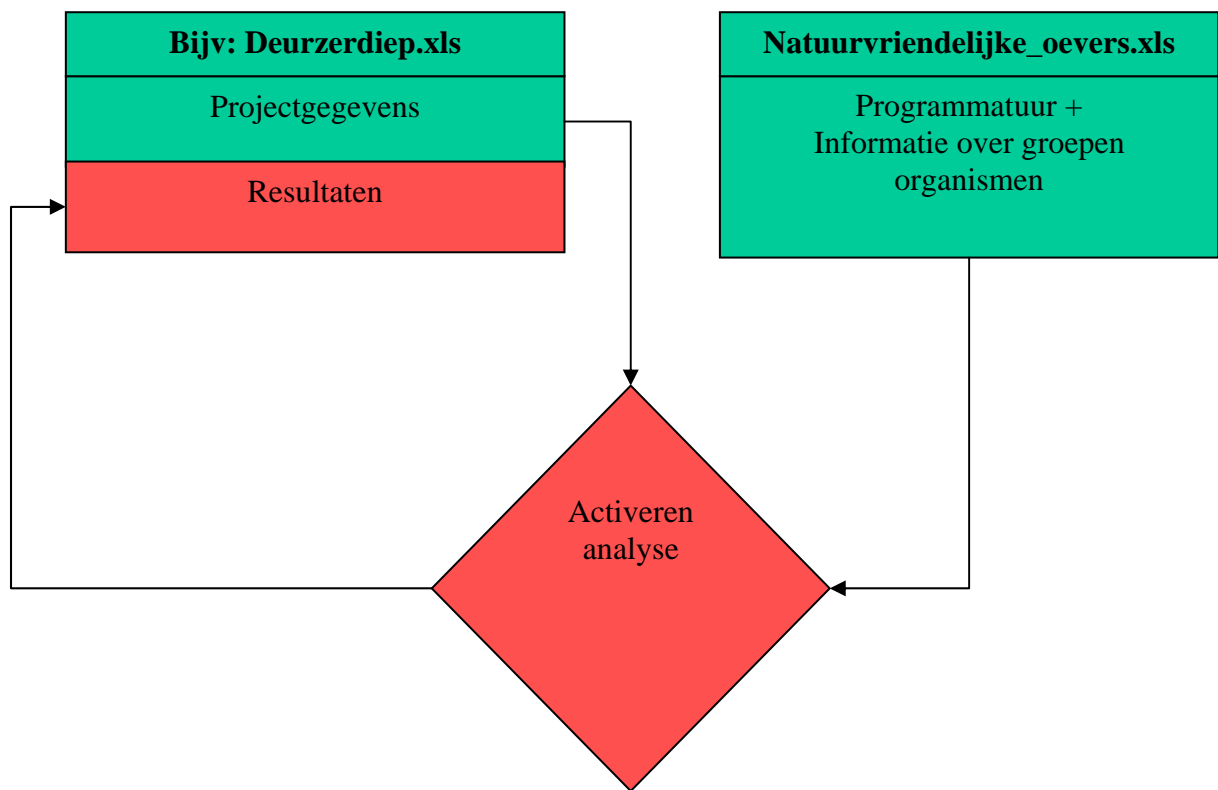 Bijv: Deurzerdiep.xls
Projectgegevens
Resultaten
Natuurvriendelijke_oevers.xls
Programmatuur +
Informatie over groepen
organismen
Activeren
analyse